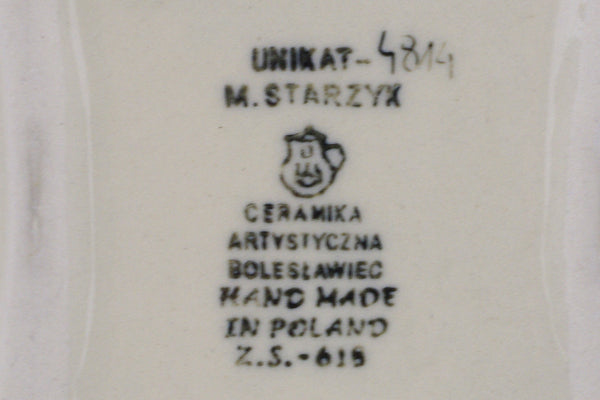 UNIKAT-4814
M. STARZYK
CERAMIKA
ARTYSTYCZNA
BOLESŁAWIEC
HAND MADE
IN POLAND
Z.S.-615